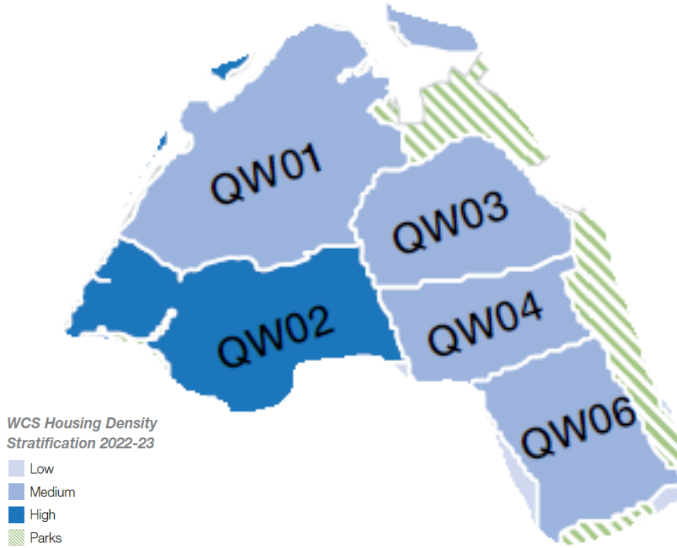 QW01
QW03
QW02
QW04
QW06
WCS Housing Density
Stratification 2022-23
Low
Medium
High
Parks